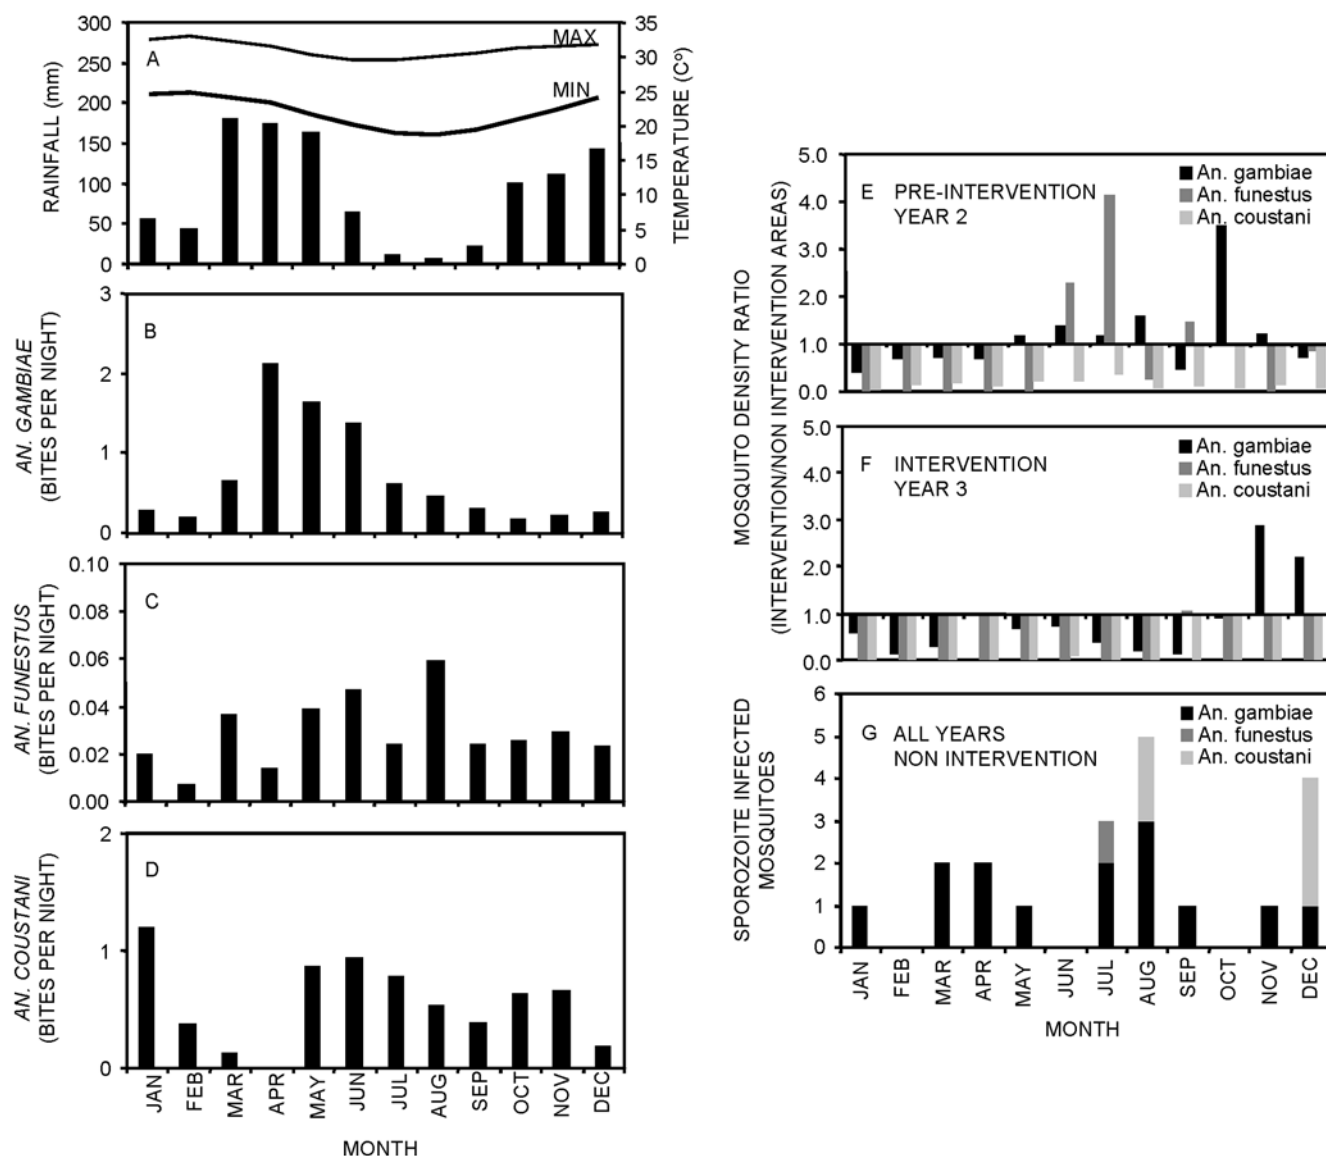 300
250
200
150
100
50
0
RAINFALL (mm)
A
MAX
MIN
35
30
25
20
15
10
5
0
TEMPERATURE (Cº)
3
2
1
0
AN. GAMBIAE
(BITES PER NIGHT)
B
0.10
0.08
0.06
0.04
0.02
0.00
AN. FUNESTUS
(BITES PER NIGHT)
C
2
1
0
AN. COUSTANI
(BITES PER NIGHT)
D
JAN
FEB
MAR
APR
MAY
JUN
JUL
AUG
SEP
OCT
NOV
DEC
MONTH
MOSQUITO DENSITY RATIO
(INTERVENTION/NON INTERVENTION AREAS)
5.0
4.0
3.0
2.0
1.0
0.0
E PRE-INTERVENTION
YEAR 2
An. gambiae
An. funestus
An. coustani
5.0
4.0
3.0
2.0
1.0
0.0
F INTERVENTION
YEAR 3
An. gambiae
An. funestus
An. coustani
SPOROZOITE INFECTED
MOSQUITOES
6
5
4
3
2
1
0
G ALL YEARS
NON INTERVENTION
An. gambiae
An. funestus
An. coustani
JAN
FEB
MAR
APR
MAY
JUN
JUL
AUG
SEP
OCT
NOV
DEC
MONTH